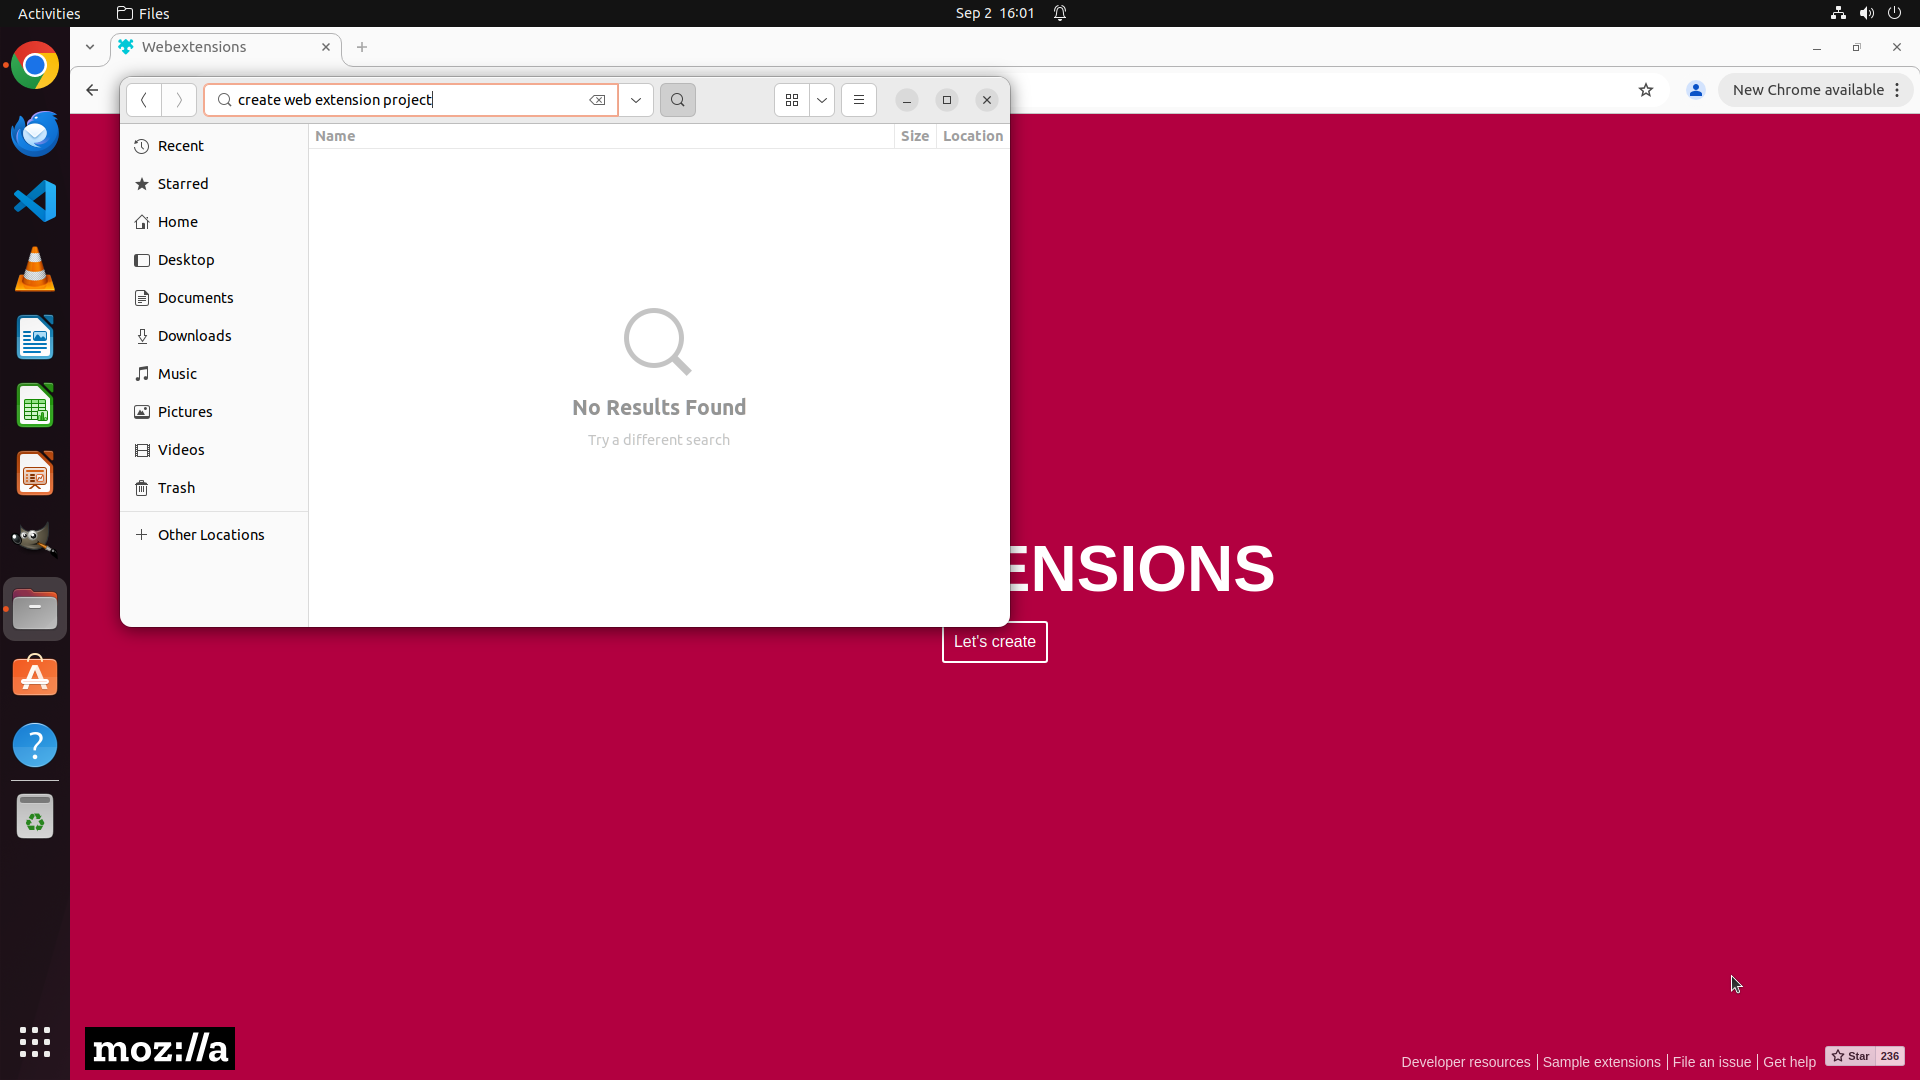 Activities
Files
Sep 2 16:01
Webextensions
New Chrome available
create web extension project
Name
Size
Location
Recent
Starred
Home
Desktop
Documents
Downloads
Music
Pictures
Videos
Trash
Other Locations
No Results Found
Try a different search
ENSIONS
Let's create
moz://a
Developer resources
Sample extensions
File an issue
Get help
Star
236